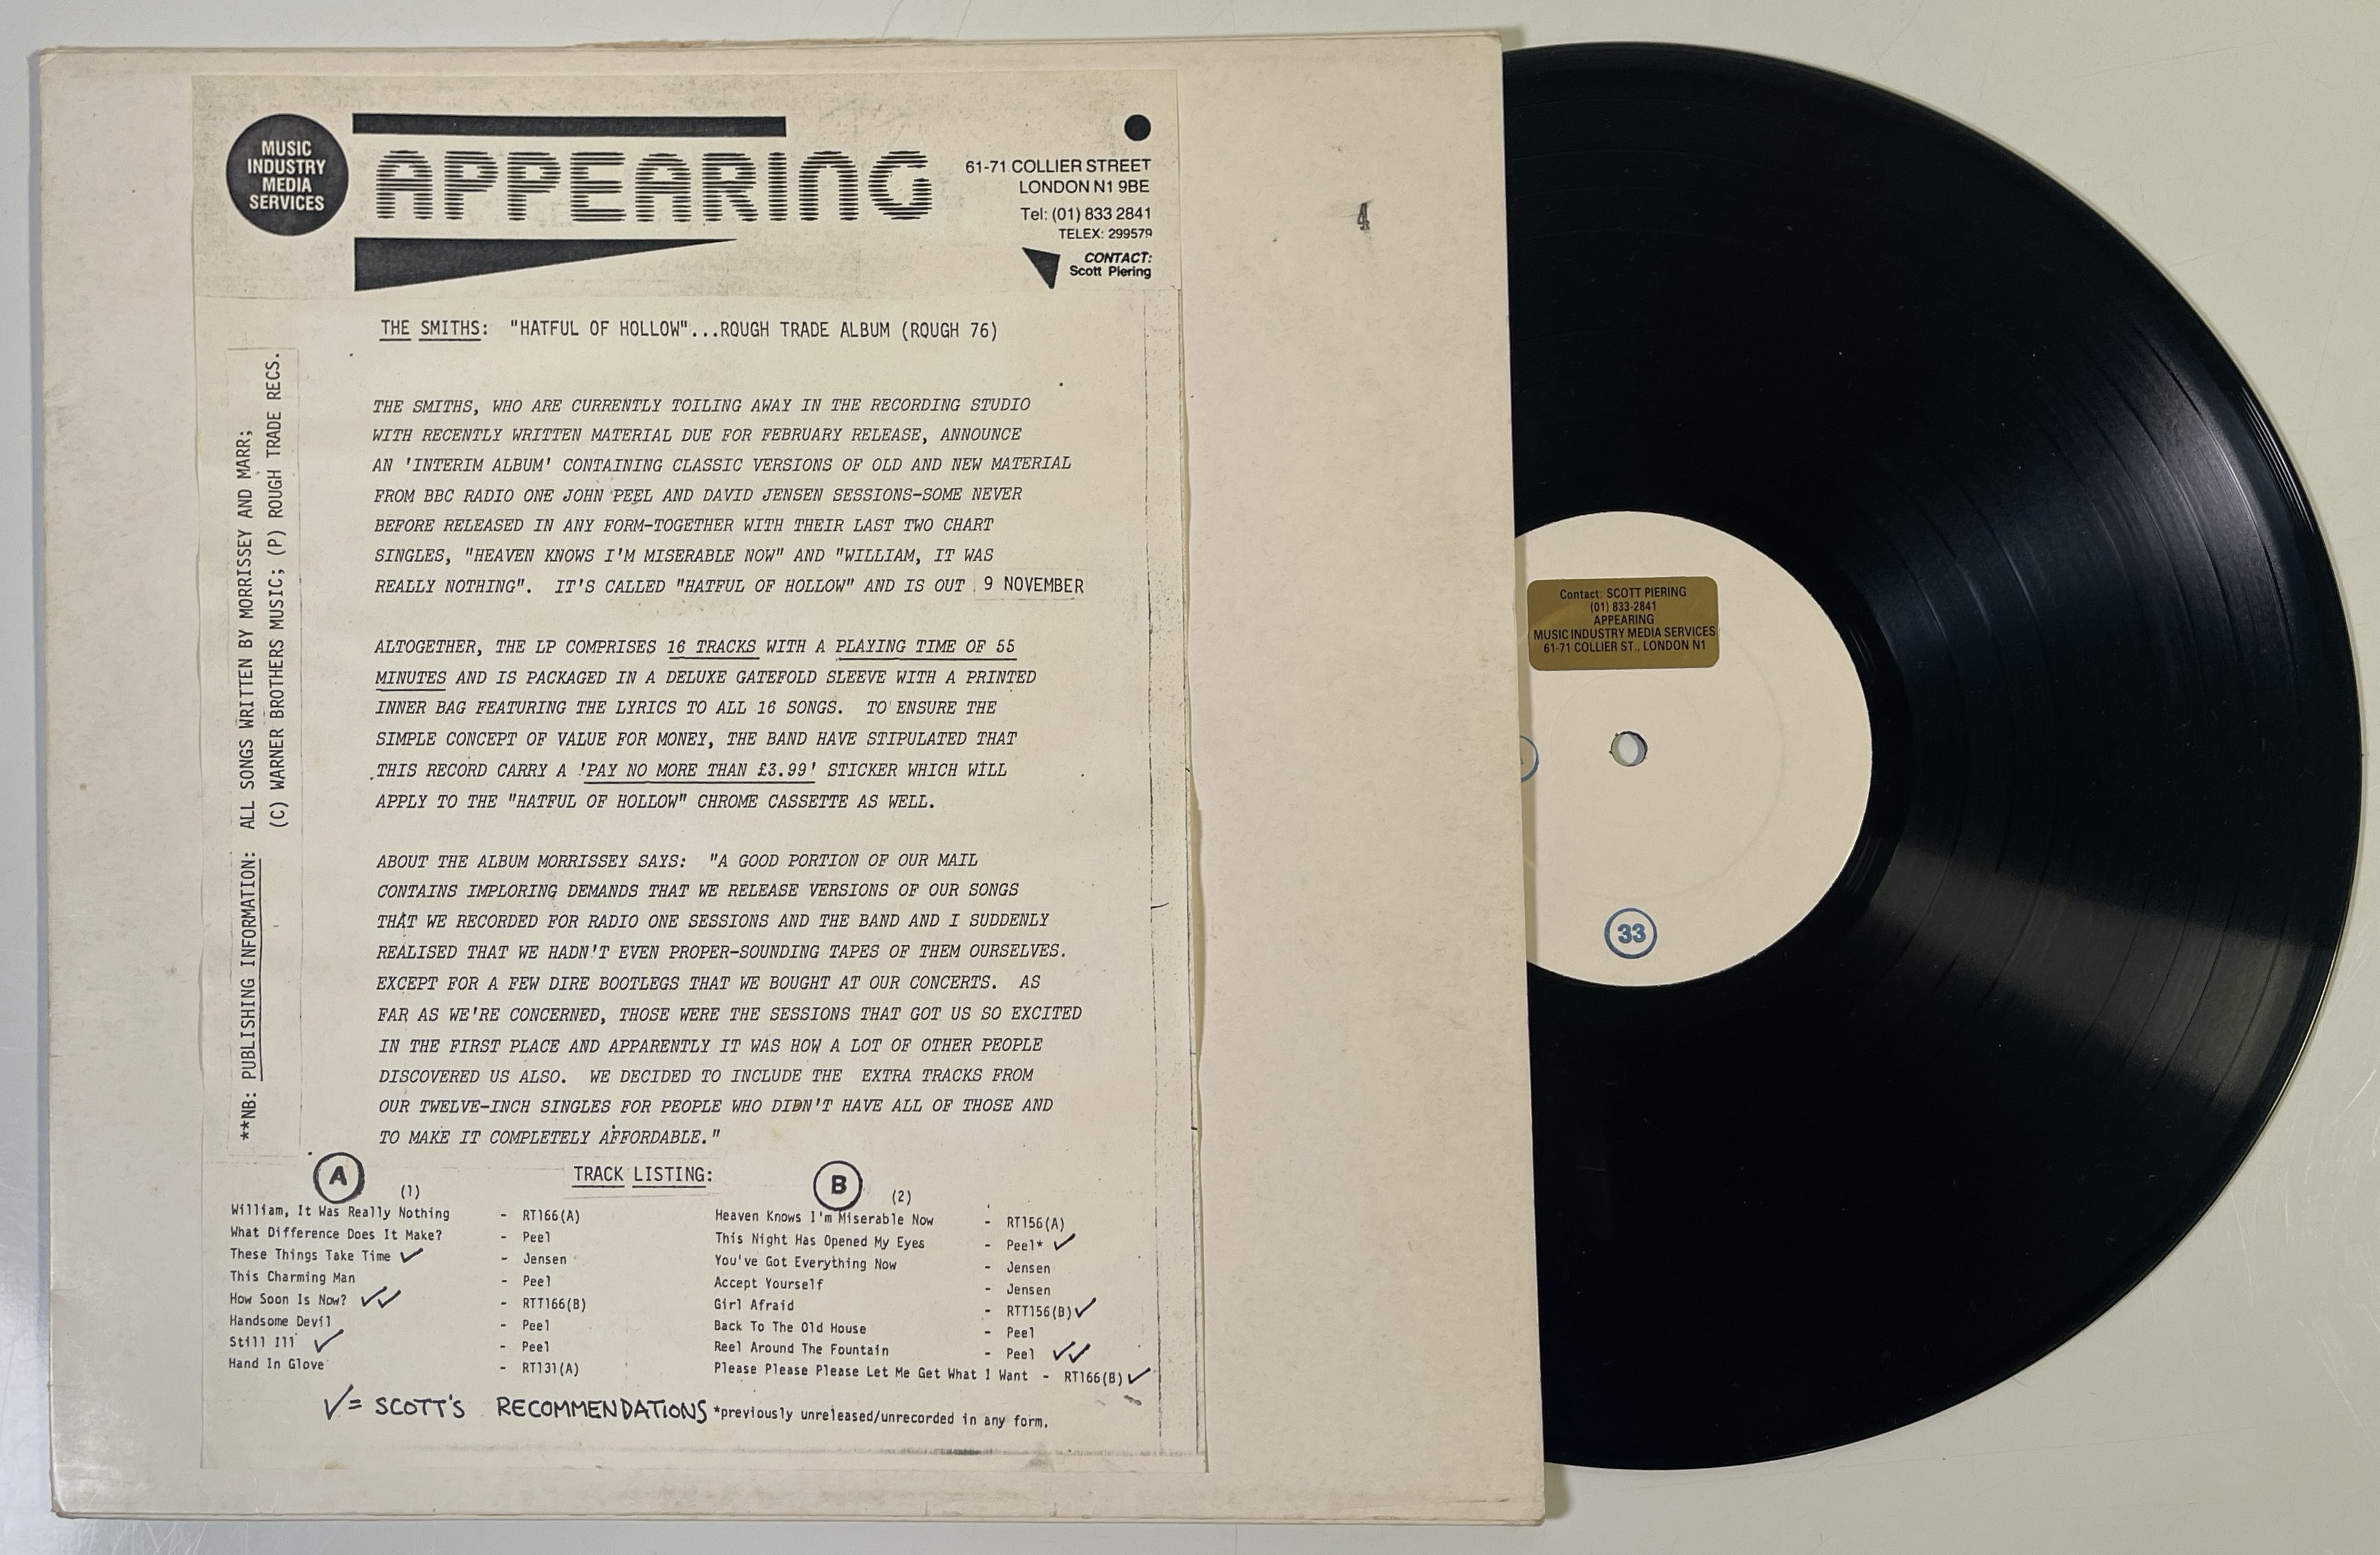 MUSIC
INDUSTRY
MEDIA
SERVICES
APPEARING
61-71 COLLIER STREET
LONDON N1 9BE
Tel: (01) 833 2841
TELEX: 299579
CONTACT:
Scott Piering
4
THE SMITHS: "HATFUL OF HOLLOW"...ROUGH TRADE ALBUM (ROUGH 76)
THE SMITHS, WHO ARE CURRENTLY TOILING AWAY IN THE RECORDING STUDIO
WITH RECENTLY WRITTEN MATERIAL DUE FOR FEBRUARY RELEASE, ANNOUNCE
AN 'INTERIM ALBUM' CONTAINING CLASSIC VERSIONS OF OLD AND NEW MATERIAL
FROM BBC RADIO ONE JOHN PEEL AND DAVID JENSEN SESSIONS-SOME NEVER
BEFORE RELEASED IN ANY FORM-TOGETHER WITH THEIR LAST TWO CHART
SINGLES, "HEAVEN KNOWS I'M MISERABLE NOW" AND "WILLIAM, IT WAS
REALLY NOTHING". IT'S CALLED "HATFUL OF HOLLOW" AND IS OUT 9 NOVEMBER
ALTOGETHER, THE LP COMPRISES 16 TRACKS WITH A PLAYING TIME OF 55
MINUTES AND IS PACKAGED IN A DELUXE GATEFOLD SLEEVE WITH A PRINTED
INNER BAG FEATURING THE LYRICS TO ALL 16 SONGS. TO ENSURE THE
SIMPLE CONCEPT OF VALUE FOR MONEY, THE BAND HAVE STIPULATED THAT
THIS RECORD CARRY A 'PAY NO MORE THAN £3.99' STICKER WHICH WILL
APPLY TO THE "HATFUL OF HOLLOW" CHROME CASSETTE AS WELL.
ABOUT THE ALBUM MORRISSEY SAYS: "A GOOD PORTION OF OUR MAIL
CONTAINS IMPLORING DEMANDS THAT WE RELEASE VERSIONS OF OUR SONGS
THAT WE RECORDED FOR RADIO ONE SESSIONS AND THE BAND AND I SUDDENLY
REALISED THAT WE HADN'T EVEN PROPER-SOUNDING TAPES OF THEM OURSELVES.
EXCEPT FOR A FEW DIRE BOOTLEGS THAT WE BOUGHT AT OUR CONCERTS. AS
FAR AS WE'RE CONCERNED, THOSE WERE THE SESSIONS THAT GOT US SO EXCITED
IN THE FIRST PLACE AND APPARENTLY IT WAS HOW A LOT OF OTHER PEOPLE
DISCOVERED US ALSO. WE DECIDED TO INCLUDE THE EXTRA TRACKS FROM
OUR TWELVE-INCH SINGLES FOR PEOPLE WHO DIDN'T HAVE ALL OF THOSE AND
TO MAKE IT COMPLETELY AFFORDABLE."
**NB: PUBLISHING INFORMATION: ALL SONGS WRITTEN BY MORRISSEY AND MARR;
(C) WARNER BROTHERS MUSIC; (P) ROUGH TRADE RECS.
TRACK LISTING:
A (1)
William, It Was Really Nothing - RT166(A)
What Difference Does It Make? - Peel
These Things Take Time ✓ - Jensen
This Charming Man - Peel
How Soon Is Now? ✓✓ - RTT166(B)
Handsome Devil - Peel
Still Ill ✓ - Peel
Hand In Glove - RT131(A)
B (2)
Heaven Knows I'm Miserable Now - RT156(A)
This Night Has Opened My Eyes - Peel* ✓
You've Got Everything Now - Jensen
Accept Yourself - Jensen
Girl Afraid - RTT156(B) ✓
Back To The Old House - Peel
Reel Around The Fountain - Peel ✓✓
Please Please Please Let Me Get What I Want - RT166(B) ✓
✓= SCOTT'S RECOMMENDATIONS
*previously unreleased/unrecorded in any form.
Contact: SCOTT PIERING
(01) 833-2841
APPEARING
MUSIC INDUSTRY MEDIA SERVICES
61-71 COLLIER ST., LONDON N1
33